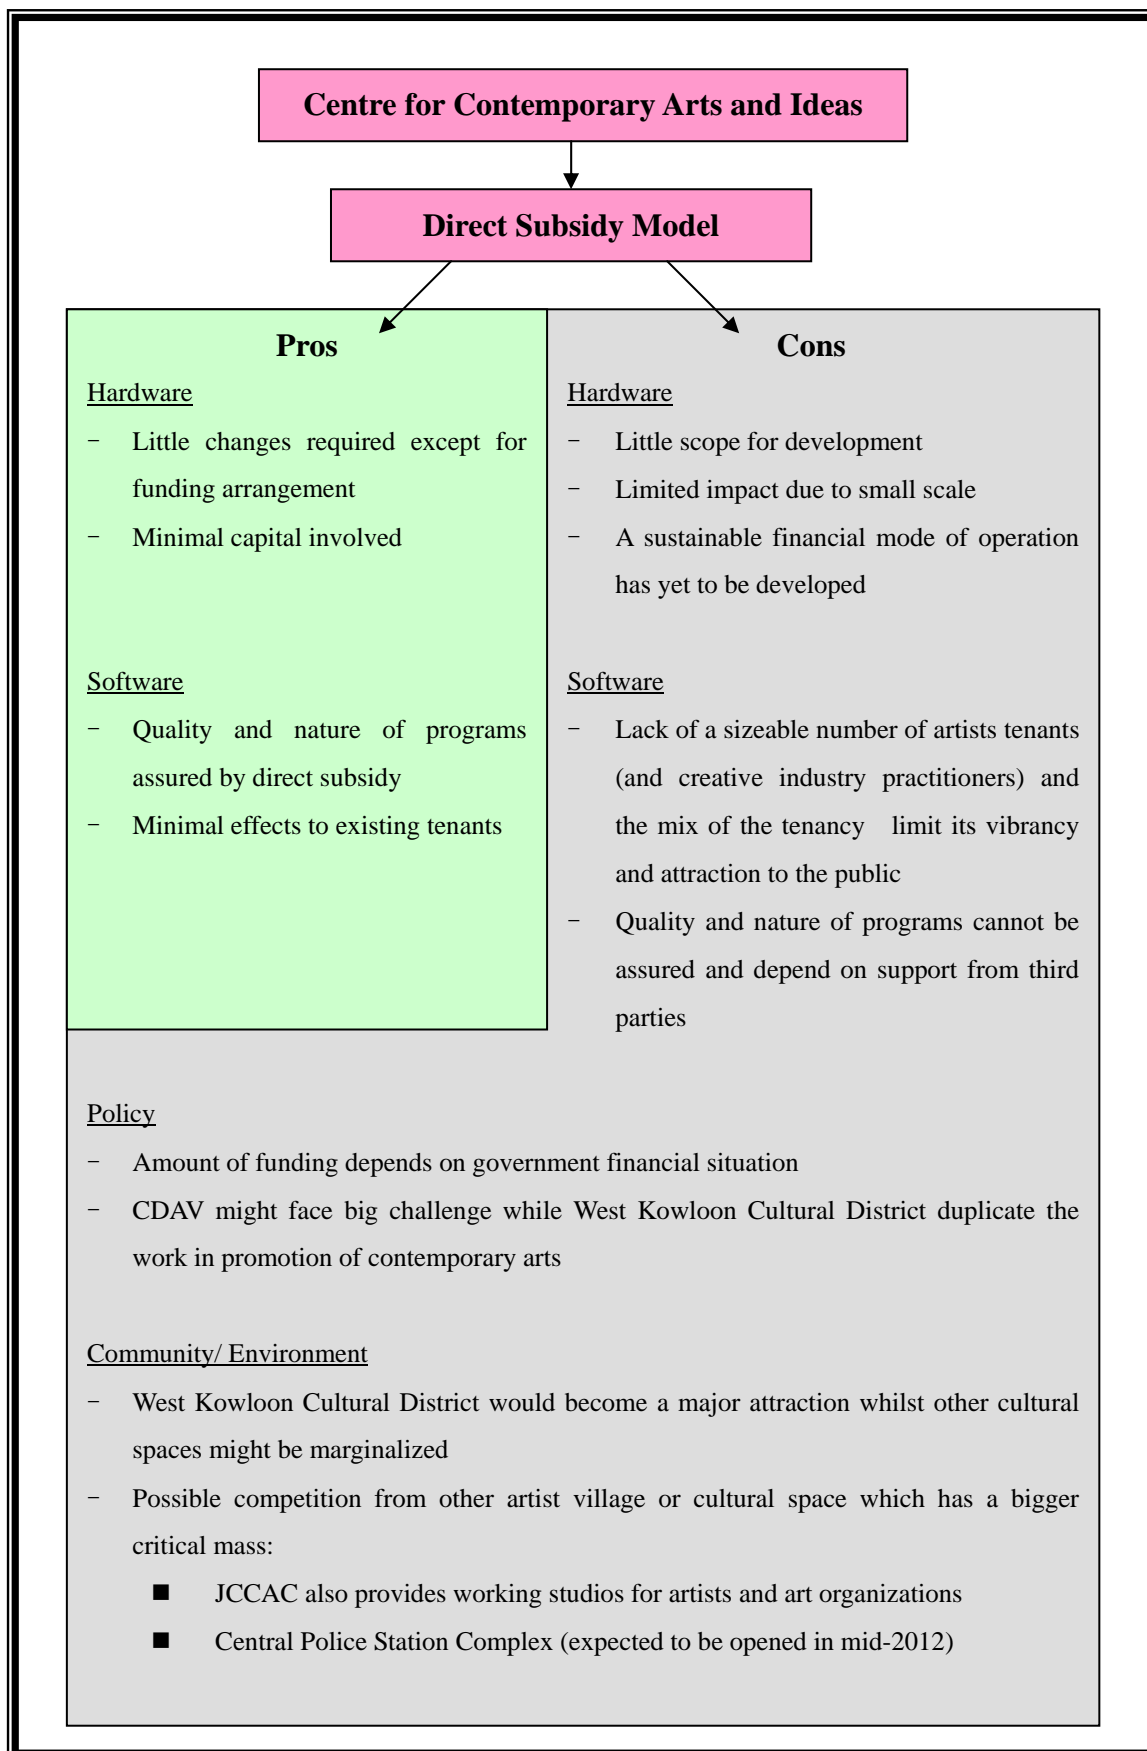 Centre for Contemporary Arts and Ideas
Direct Subsidy Model
Pros
Hardware
- Little changes required except for
funding arrangement
- Minimal capital involved
Software
- Quality and nature of programs
assured by direct subsidy
- Minimal effects to existing tenants
Cons
Hardware
- Little scope for development
- Limited impact due to small scale
- A sustainable financial mode of operation
has yet to be developed
Software
- Lack of a sizeable number of artists tenants
(and creative industry practitioners) and
the mix of the tenancy limit its vibrancy
and attraction to the public
- Quality and nature of programs cannot be
assured and depend on support from third
parties
Policy
- Amount of funding depends on government financial situation
- CDAV might face big challenge while West Kowloon Cultural District duplicate the
work in promotion of contemporary arts
Community/ Environment
- West Kowloon Cultural District would become a major attraction whilst other cultural
spaces might be marginalized
- Possible competition from other artist village or cultural space which has a bigger
critical mass:
■ JCCAC also provides working studios for artists and art organizations
■ Central Police Station Complex (expected to be opened in mid-2012)